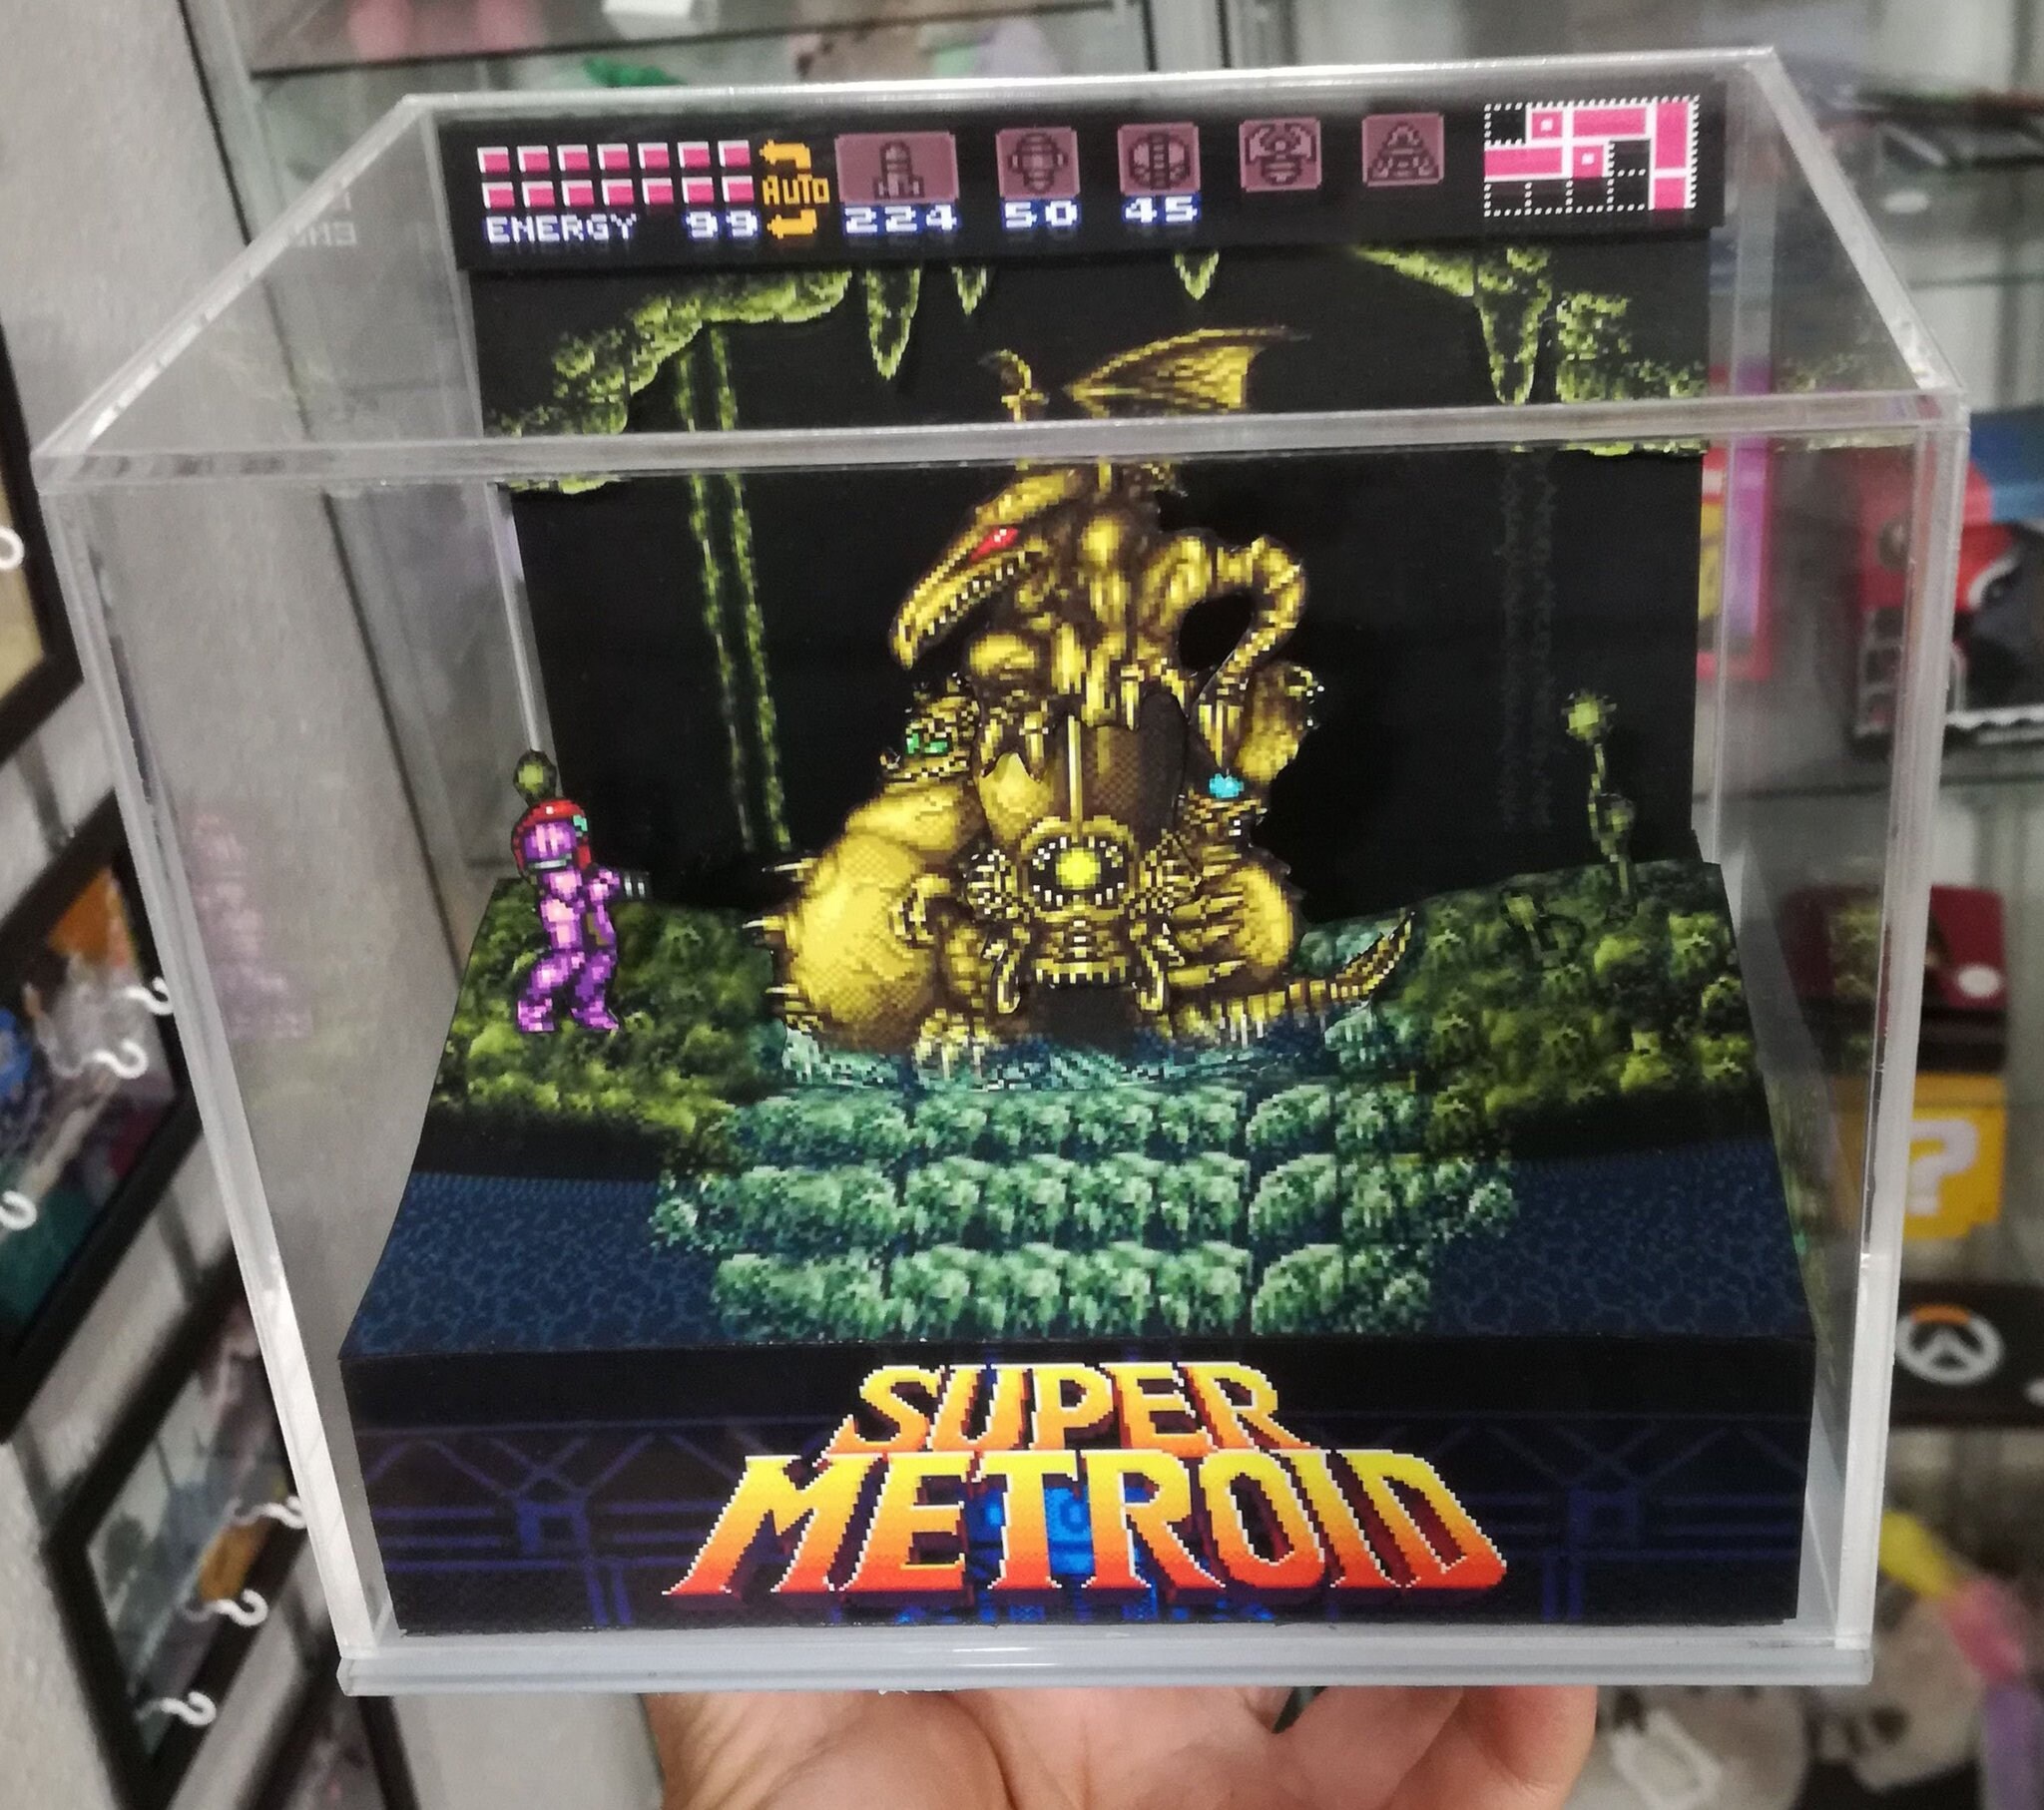 AUTO
ENERGY 99 224 50 45
?
SUPER
METROID